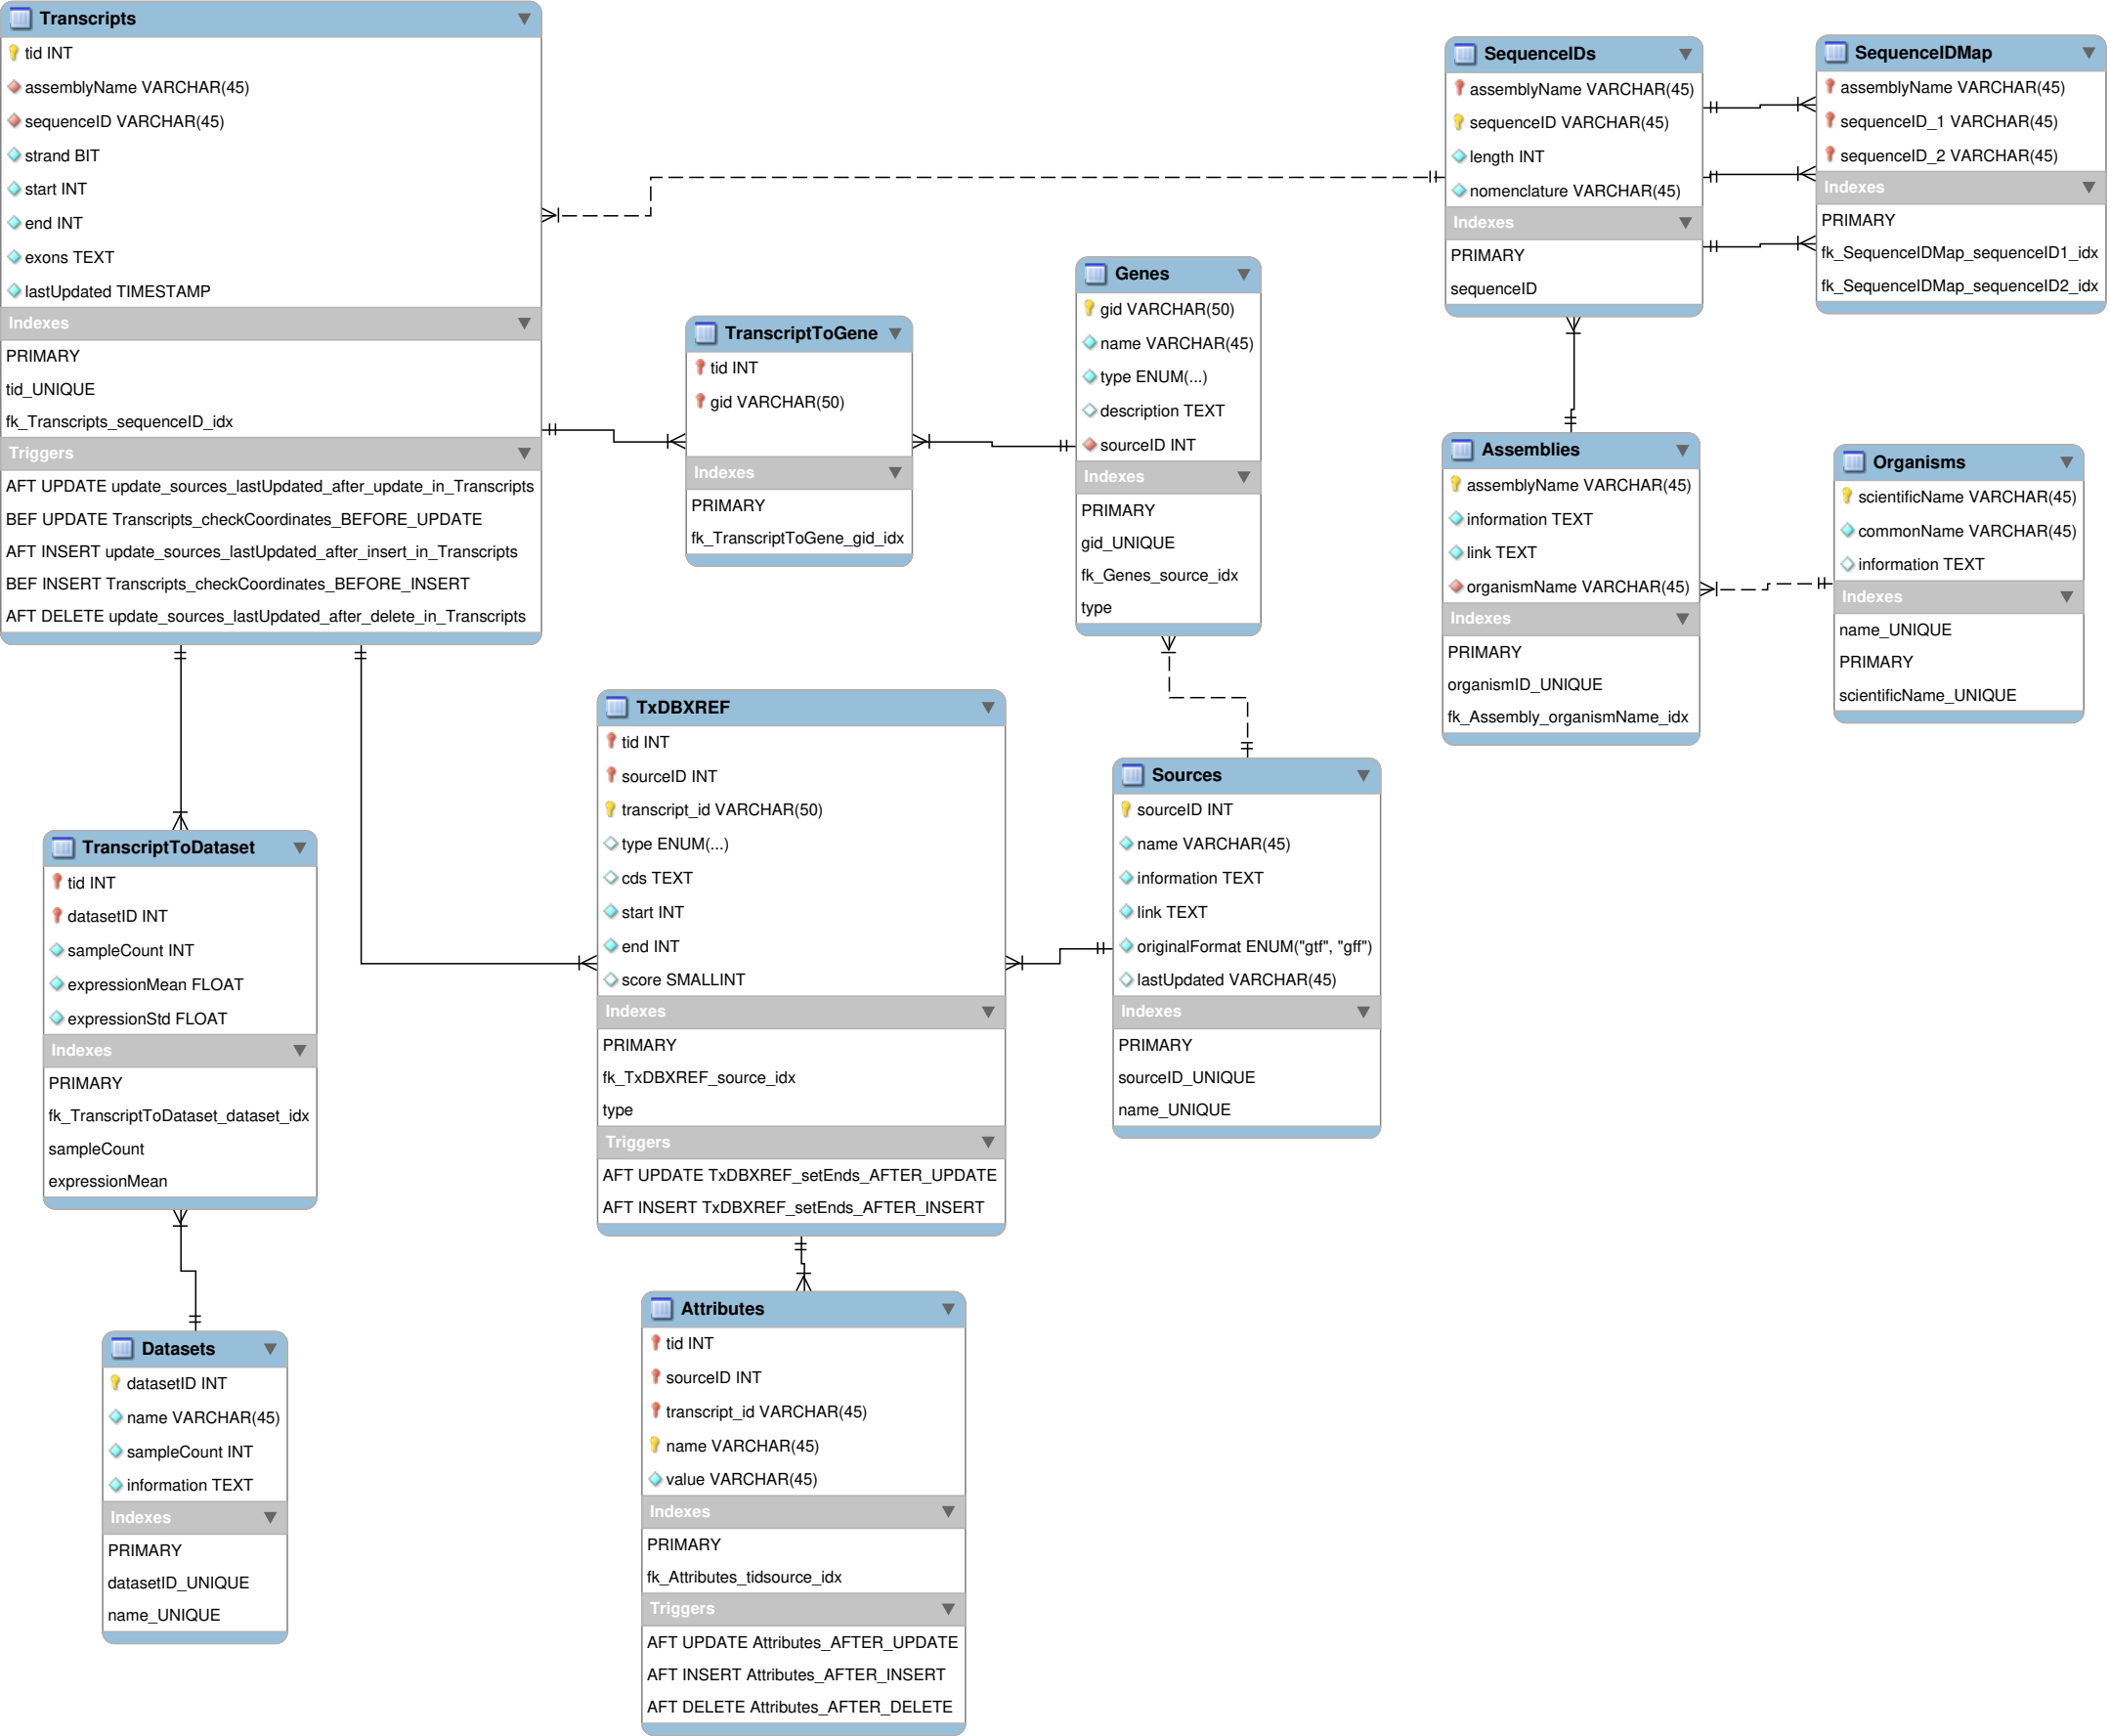 Transcripts
tid INT
assemblyName VARCHAR(45)
sequenceID VARCHAR(45)
strand BIT
start INT
end INT
exons TEXT
lastUpdated TIMESTAMP
Indexes
PRIMARY
tid_UNIQUE
fk_Transcripts_sequenceID_idx
Triggers
AFT UPDATE update_sources_lastUpdated_after_update_in_Transcripts
BEF UPDATE Transcripts_checkCoordinates_BEFORE_UPDATE
AFT INSERT update_sources_lastUpdated_after_insert_in_Transcripts
BEF INSERT Transcripts_checkCoordinates_BEFORE_INSERT
AFT DELETE update_sources_lastUpdated_after_delete_in_Transcripts
SequenceIDs
assemblyName VARCHAR(45)
sequenceID VARCHAR(45)
length INT
nomenclature VARCHAR(45)
Indexes
PRIMARY
sequenceID
SequenceIDMap
assemblyName VARCHAR(45)
sequenceID_1 VARCHAR(45)
sequenceID_2 VARCHAR(45)
Indexes
PRIMARY
fk_SequenceIDMap_sequenceID1_idx
fk_SequenceIDMap_sequenceID2_idx
TranscriptToGene
tid INT
gid VARCHAR(50)
Indexes
PRIMARY
fk_TranscriptToGene_gid_idx
Genes
gid VARCHAR(50)
name VARCHAR(45)
type ENUM(...)
description TEXT
sourceID INT
Indexes
PRIMARY
gid_UNIQUE
fk_Genes_source_idx
type
Assemblies
assemblyName VARCHAR(45)
information TEXT
link TEXT
organismName VARCHAR(45)
Indexes
PRIMARY
organismID_UNIQUE
fk_Assembly_organismName_idx
Organisms
scientificName VARCHAR(45)
commonName VARCHAR(45)
information TEXT
Indexes
name_UNIQUE
PRIMARY
scientificName_UNIQUE
TxDBXREF
tid INT
sourceID INT
transcript_id VARCHAR(50)
type ENUM(...)
cds TEXT
start INT
end INT
score SMALLINT
Indexes
PRIMARY
fk_TxDBXREF_source_idx
type
Triggers
AFT UPDATE TxDBXREF_setEnds_AFTER_UPDATE
AFT INSERT TxDBXREF_setEnds_AFTER_INSERT
Sources
sourceID INT
name VARCHAR(45)
information TEXT
link TEXT
originalFormat ENUM("gtf", "gff")
lastUpdated VARCHAR(45)
Indexes
PRIMARY
sourceID_UNIQUE
name_UNIQUE
TranscriptToDataset
tid INT
datasetID INT
sampleCount INT
expressionMean FLOAT
expressionStd FLOAT
Indexes
PRIMARY
fk_TranscriptToDataset_dataset_idx
sampleCount
expressionMean
Datasets
datasetID INT
name VARCHAR(45)
sampleCount INT
information TEXT
Indexes
PRIMARY
datasetID_UNIQUE
name_UNIQUE
Attributes
tid INT
sourceID INT
transcript_id VARCHAR(45)
name VARCHAR(45)
value VARCHAR(45)
Indexes
PRIMARY
fk_Attributes_tidsource_idx
Triggers
AFT UPDATE Attributes_AFTER_UPDATE
AFT INSERT Attributes_AFTER_INSERT
AFT DELETE Attributes_AFTER_DELETE